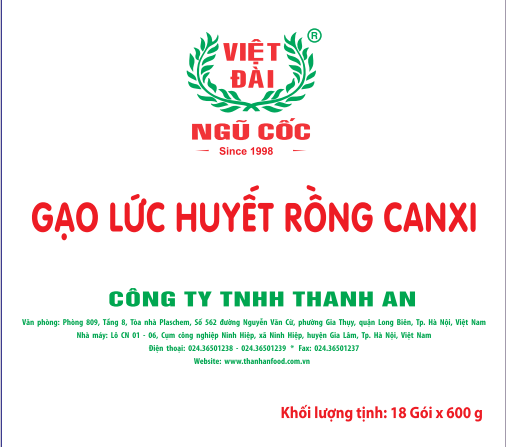 VIỆT
ĐÀI
®
NGŨ CỐC
Since 1998
GẠO LỨC HUYẾT RỒNG CANXI
CÔNG TY TNHH THANH AN
Văn phòng: Phòng 809, Tầng 8, Tòa nhà Plaschem, Số 562 đường Nguyễn Văn Cừ, phường Gia Thụy, quận Long Biên, Tp. Hà Nội, Việt Nam
Nhà máy: Lô CN 01 - 06, Cụm công nghiệp Ninh Hiệp, xã Ninh Hiệp, huyện Gia Lâm, Tp. Hà Nội, Việt Nam
Điện thoại: 024.36501238 - 024.36501239 * Fax: 024.36501237
Website: www.thanhanfood.com.vn
Khối lượng tịnh: 18 Gói x 600 g